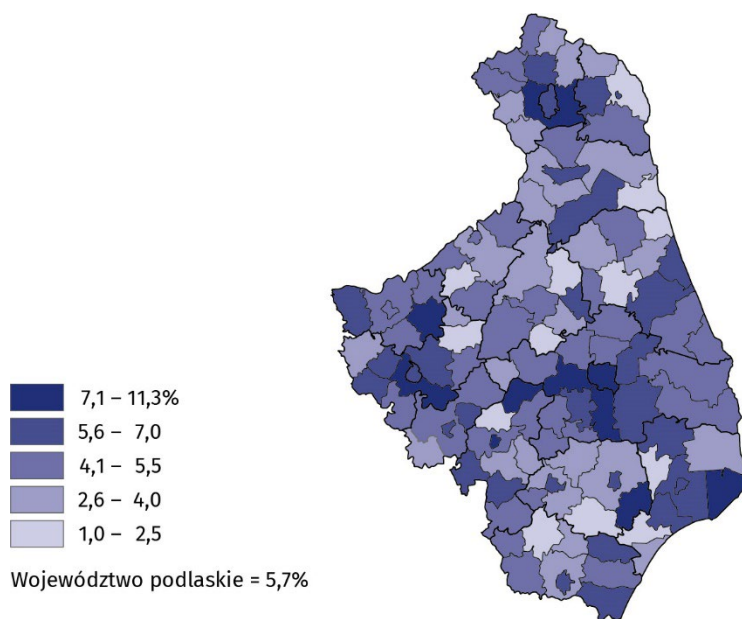 7,1 – 11,3%
5,6 – 7,0
4,1 – 5,5
2,6 – 4,0
1,0 – 2,5
Województwo podlaskie = 5,7%